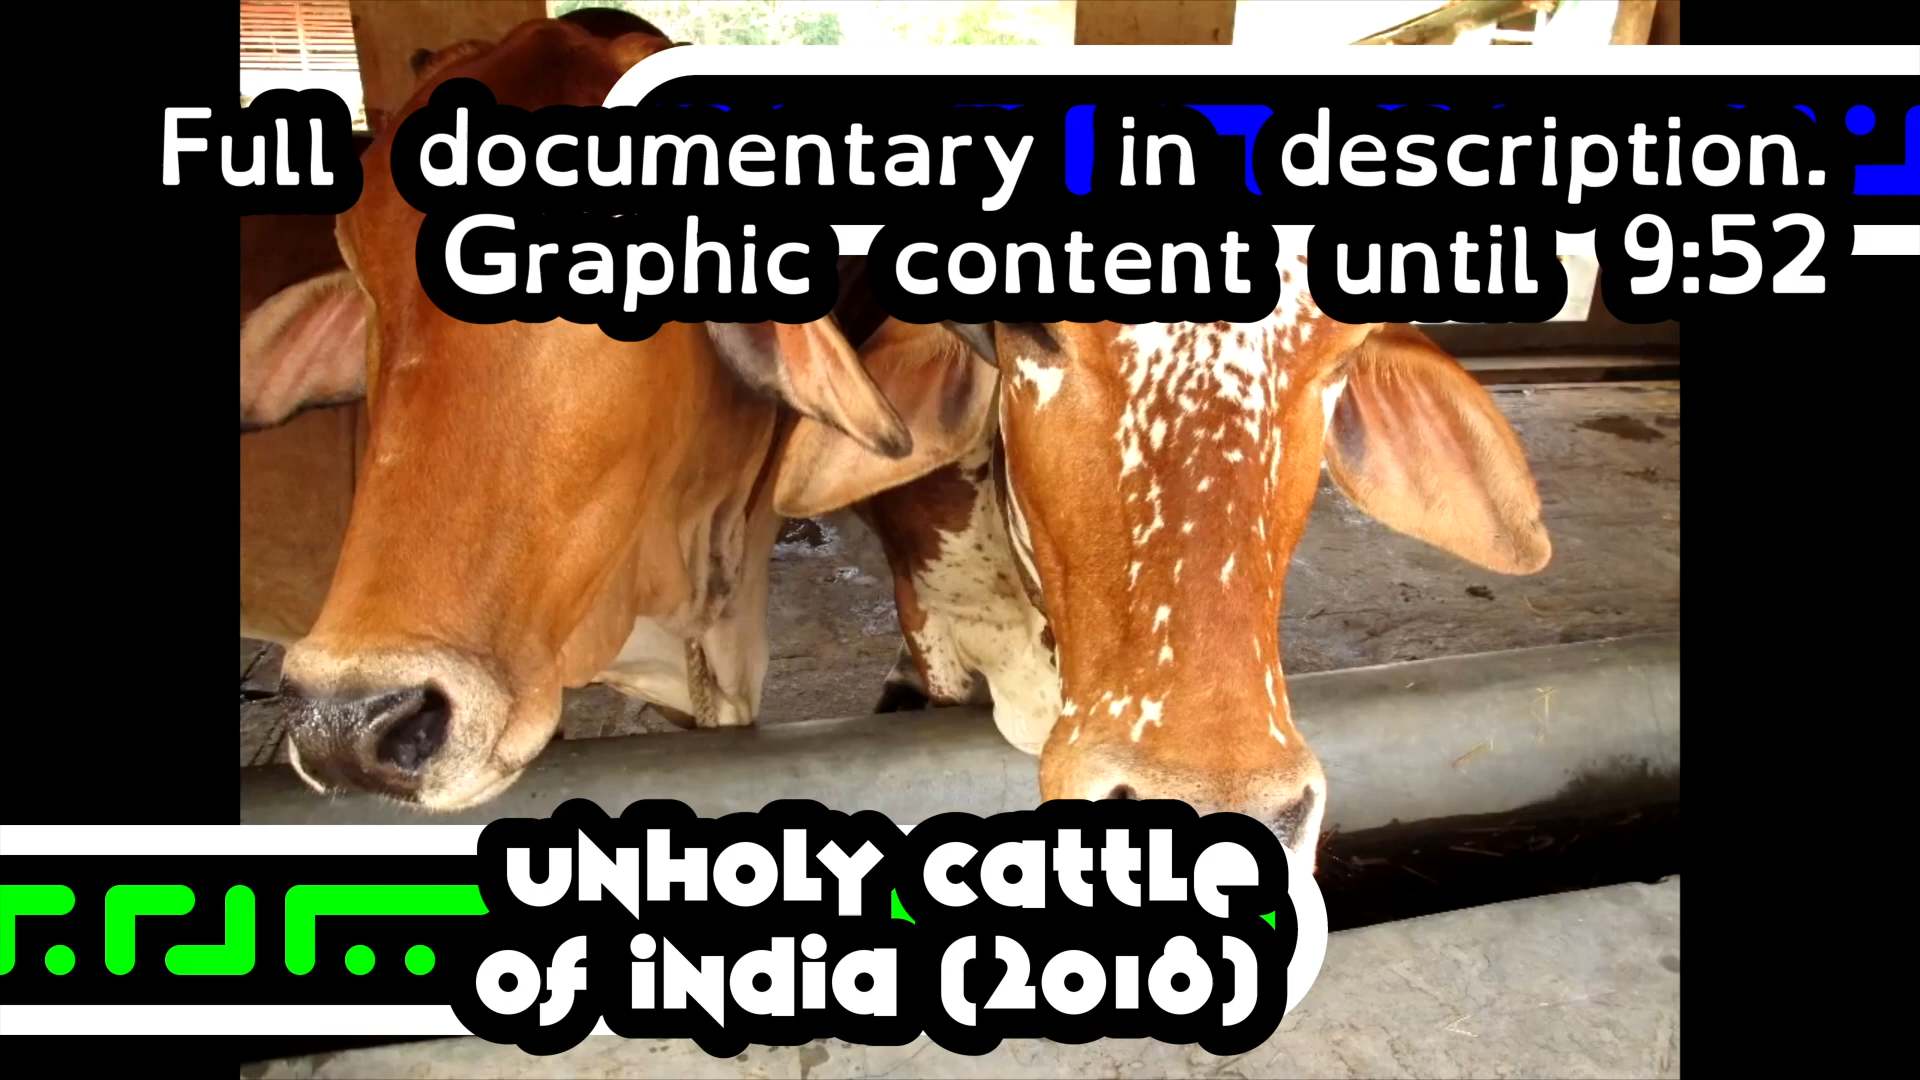 Full documentary in description.
Graphic content until 9:52
UNHOLY cattle
of india (2018)